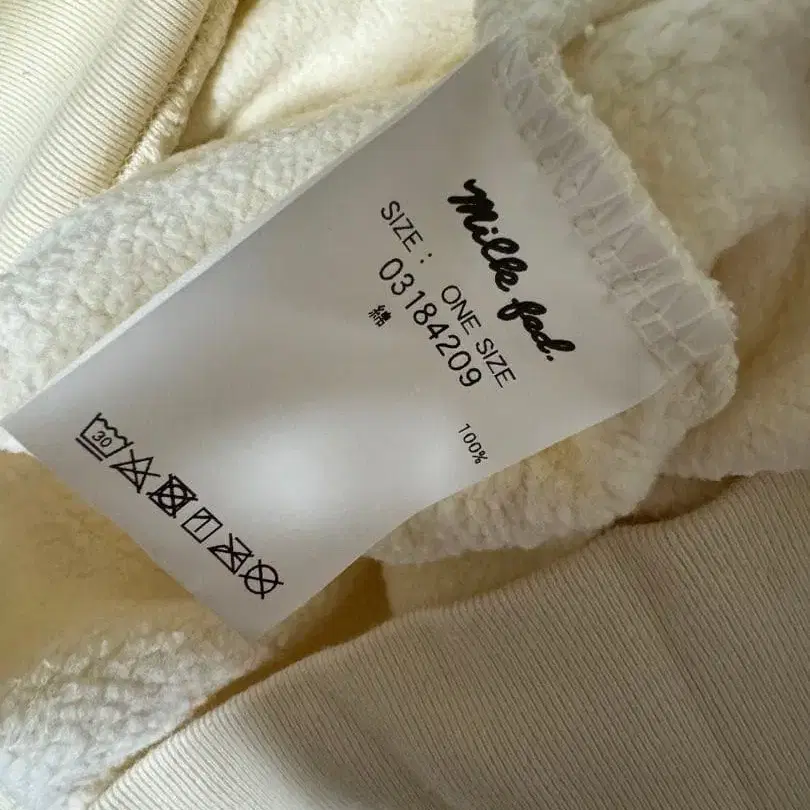 Milk fed.
SIZE : ONE SIZE
03184209
綿 100%
30